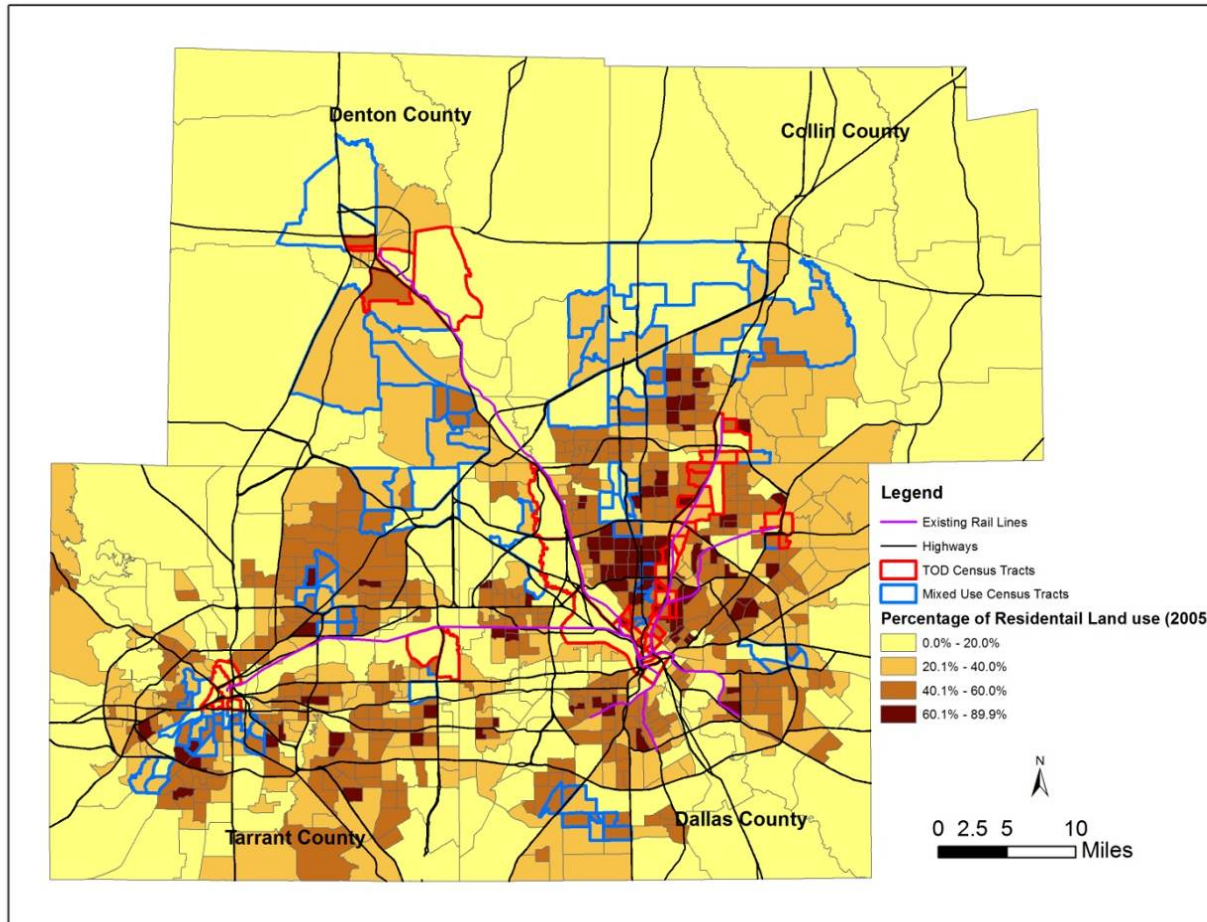 Denton County
Collin County
Legend
Existing Rail Lines
Highways
TOD Census Tracts
Mixed Use Census Tracts
Percentage of Residentail Land use (2005
0.0% - 20.0%
20.1% - 40.0%
40.1% - 60.0%
60.1% - 89.9%
N
Tarrant County
Dallas County
0 2.5 5 10
Miles